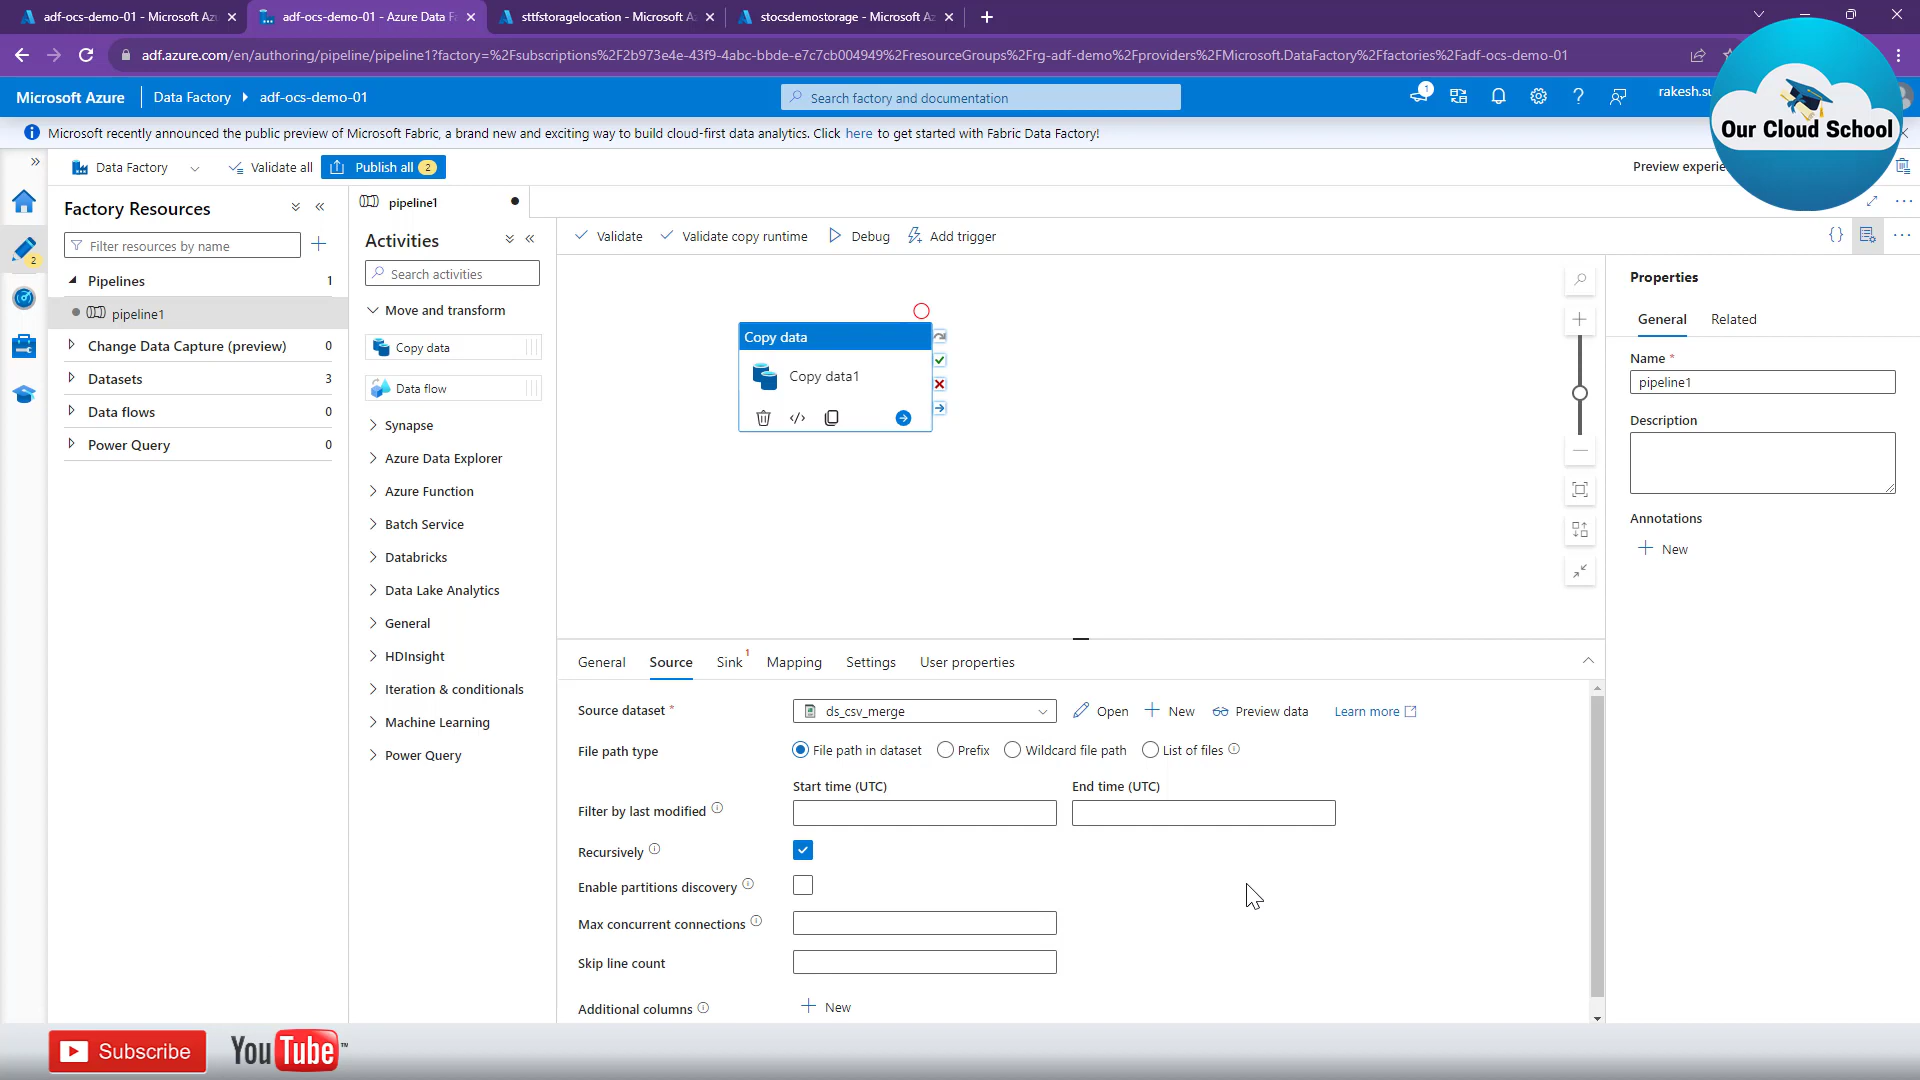 adf-ocs-demo-01 - Microsoft Azu
adf-ocs-demo-01 - Azure Data Fa
sttfstoragelocation - Microsoft A
stocsdemostorage - Microsoft Az
adf.azure.com/en/authoring/pipeline/pipeline1?factory=%2Fsubscriptions%2F2b973e4e-43f9-4abc-bbde-e7c7cb004949%2FresourceGroups%2Frg-adf-demo%2Fproviders%2FMicrosoft.DataFactory%2Ffactories%2Fadf-ocs-demo-01
Microsoft Azure
Data Factory
adf-ocs-demo-01
Search factory and documentation
1
rakesh.su
Our Cloud School
Microsoft recently announced the public preview of Microsoft Fabric, a brand new and exciting way to build cloud-first data analytics. Click here to get started with Fabric Data Factory!
Data Factory
Validate all
Publish all 2
Preview experie
Factory Resources
Filter resources by name
2
Pipelines 1
pipeline1
Change Data Capture (preview) 0
Datasets 3
Data flows 0
Power Query 0
pipeline1
Activities
Search activities
Move and transform
Copy data
Data flow
Synapse
Azure Data Explorer
Azure Function
Batch Service
Databricks
Data Lake Analytics
General
HDInsight
Iteration & conditionals
Machine Learning
Power Query
Validate
Validate copy runtime
Debug
Add trigger
Copy data
Copy data1
Properties
General
Related
Name *
pipeline1
Description
Annotations
New
General
Source
Sink 1
Mapping
Settings
User properties
Source dataset *
ds_csv_merge
Open
New
Preview data
Learn more
File path type
File path in dataset
Prefix
Wildcard file path
List of files
Start time (UTC)
End time (UTC)
Filter by last modified
Recursively
Enable partitions discovery
Max concurrent connections
Skip line count
Additional columns
New
Subscribe
YouTube ™